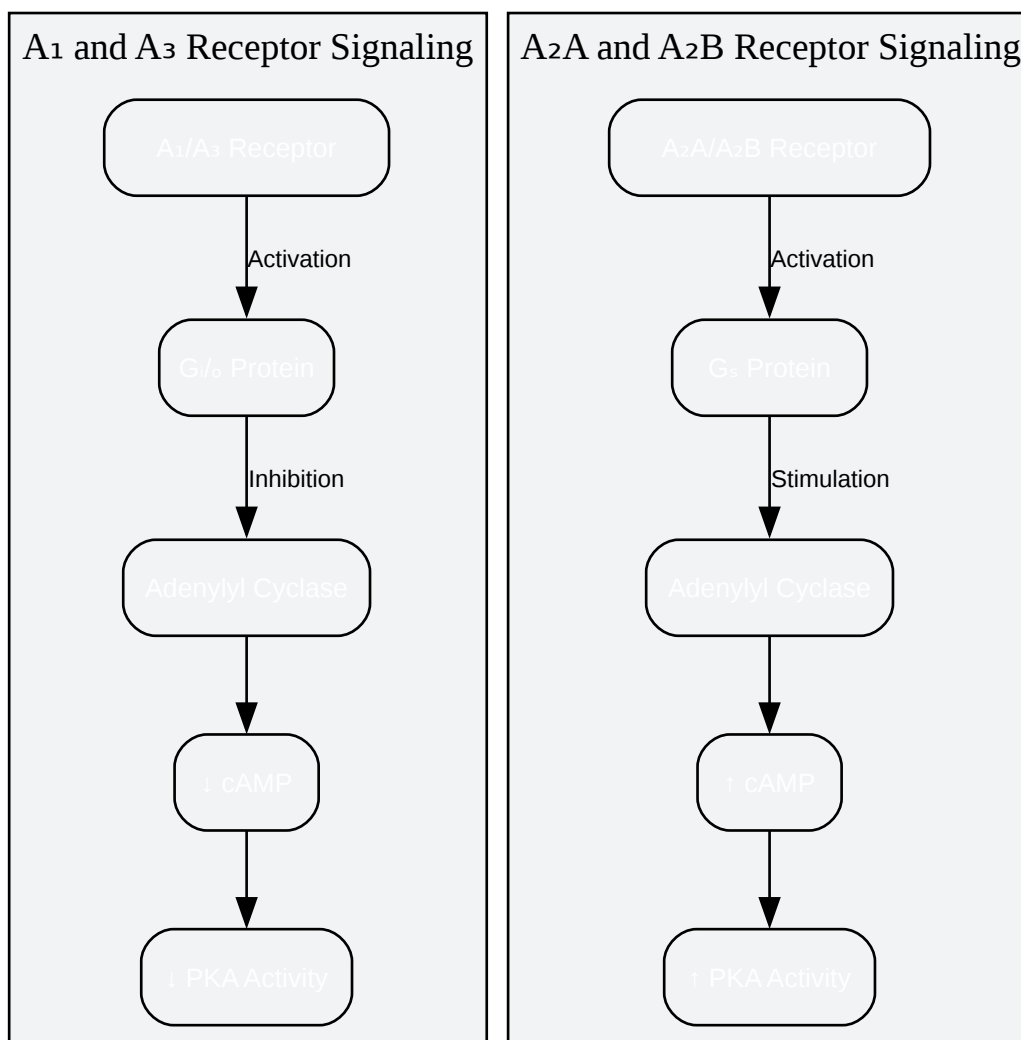 A₁ and A₃ Receptor Signaling
A₁/A₃ Receptor
Activation
Gᵢ/ₒ Protein
Inhibition
Adenylyl Cyclase
↓ cAMP
↓ PKA Activity
A₂A and A₂B Receptor Signaling
A₂A/A₂B Receptor
Activation
Gₛ Protein
Stimulation
Adenylyl Cyclase
↑ cAMP
↑ PKA Activity